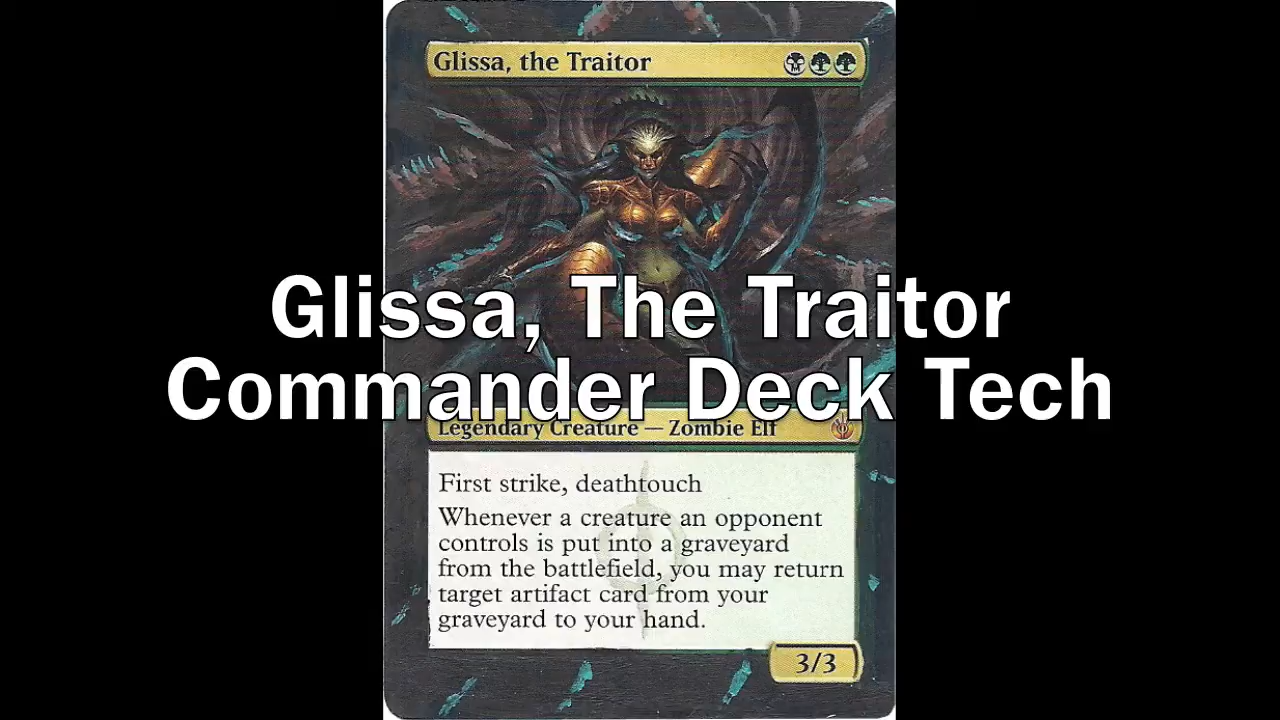 Glissa, the Traitor
Glissa, The Traitor
Commander Deck Tech
Legendary Creature — Zombie Elf
First strike, deathtouch
Whenever a creature an opponent
controls is put into a graveyard
from the battlefield, you may return
target artifact card from your
graveyard to your hand.
3/3